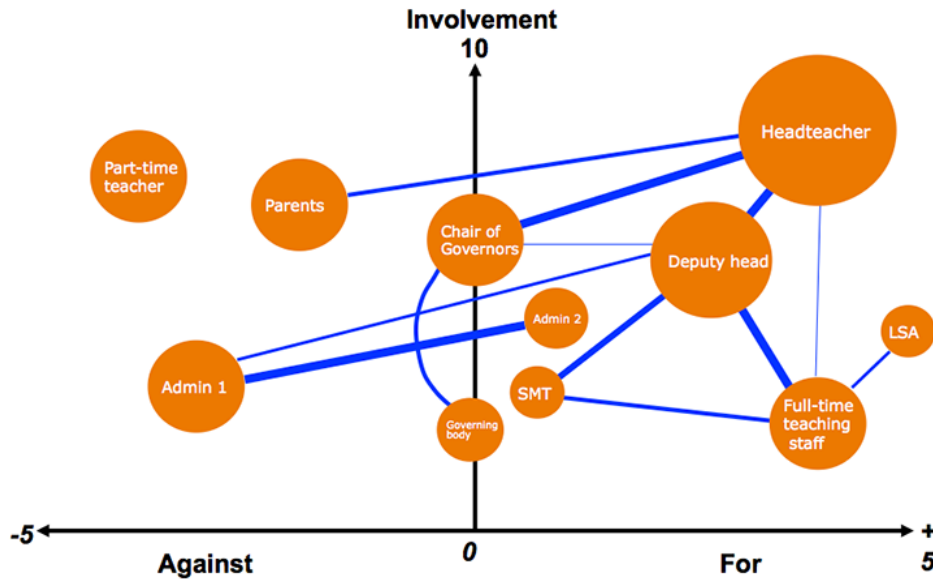 Involvement
10
Headteacher
Part-time
teacher
Parents
Chair of
Governors
Deputy head
Admin 2
LSA
Admin 1
SMT
Full-time
teaching
staff
Governing
body
-5
Against
0
For
+
5